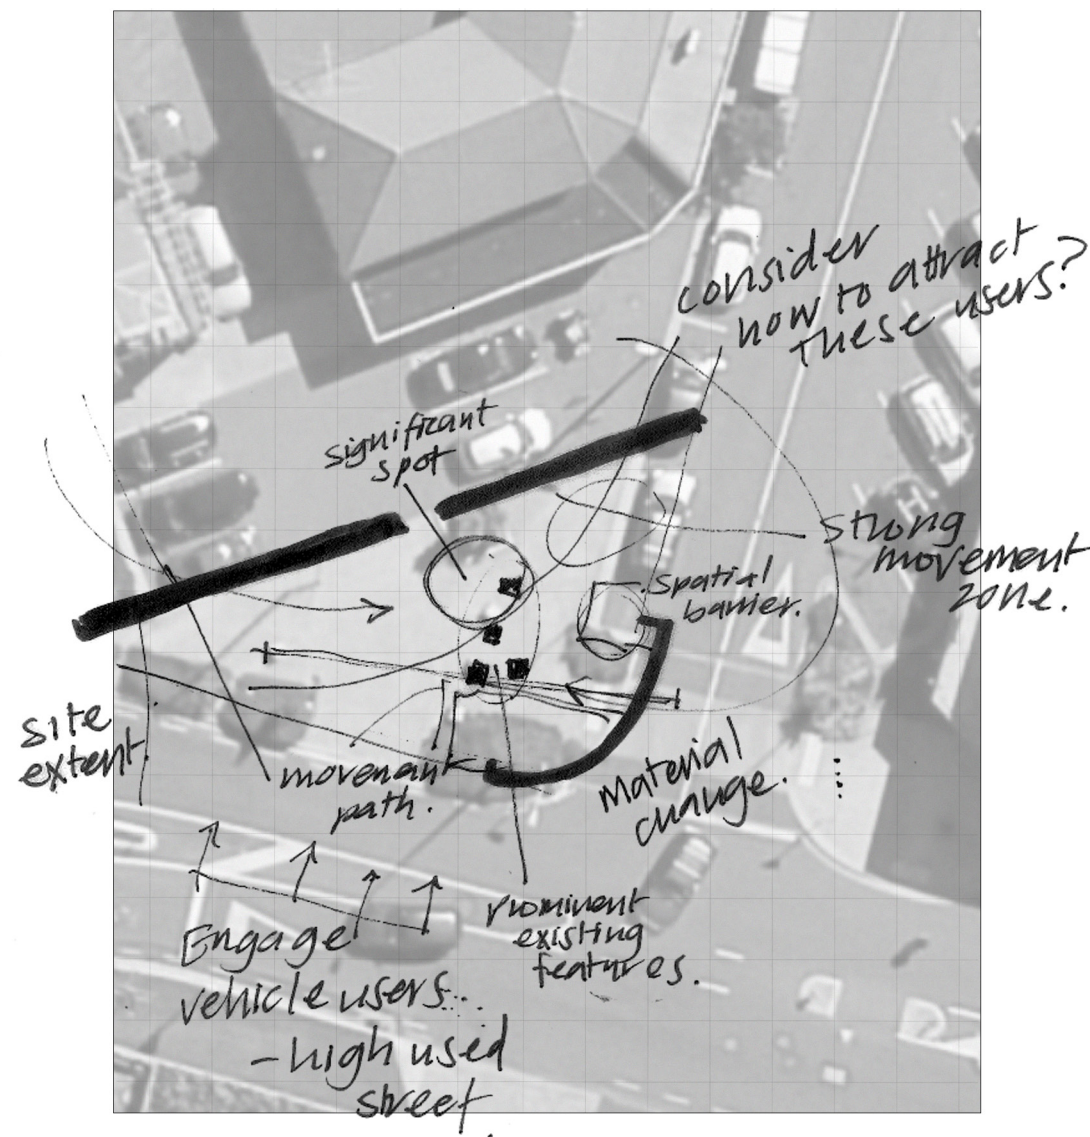 consider
how to attract
these users?
significant
spot
strong
movement
zone.
spatial
barrier.
site
extent.
movemant
path.
Material
change.
Engage
vehicle users...
- high used
street
prominent
existing
features.